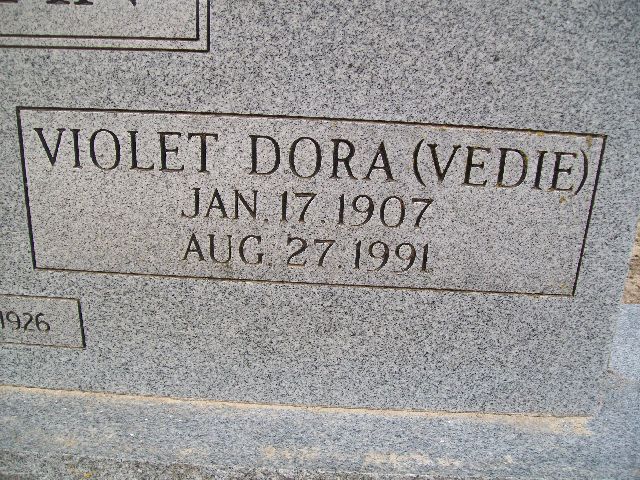 VIOLET DORA (VEDIE)
JAN. 17. 1907
AUG. 27. 1991
1926